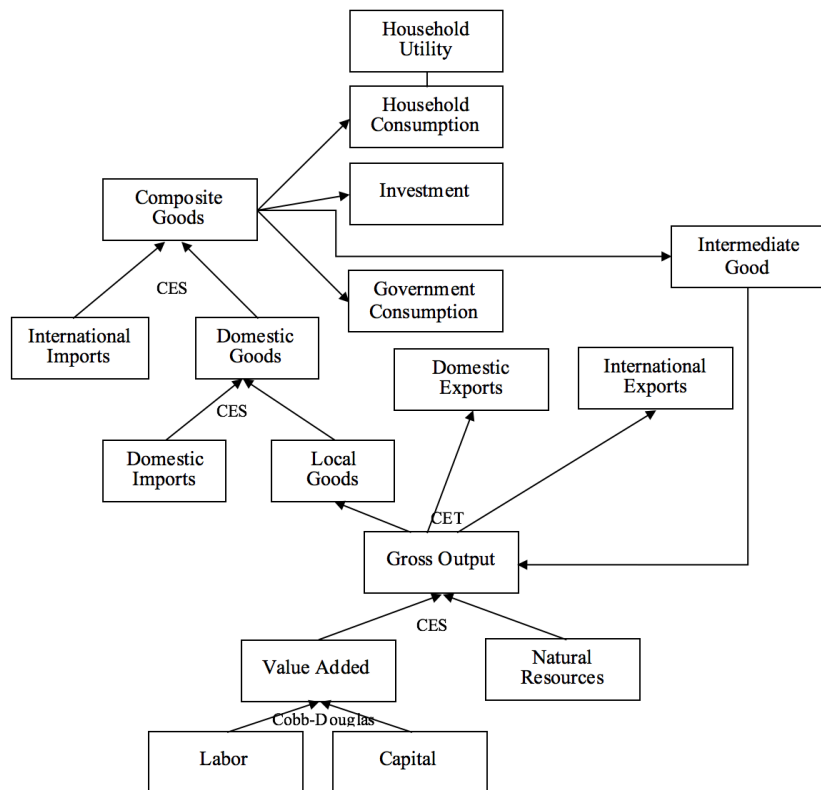 Household
Utility
Household
Consumption
Composite
Goods
Investment
Intermediate
Good
Government
Consumption
CES
International
Imports
Domestic
Goods
Domestic
Exports
International
Exports
CES
Domestic
Imports
Local
Goods
CET
Gross Output
CES
Value Added
Natural
Resources
Cobb-Douglas
Labor
Capital